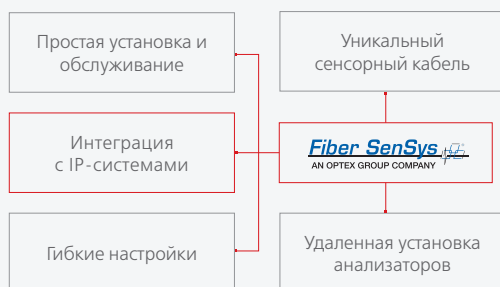 Простая установка и
обслуживание
Уникальный
сенсорный кабель
Интеграция
с IP-системами
Fiber SenSys
AN OPTEX GROUP COMPANY
Гибкие настройки
Удаленная установка
анализаторов